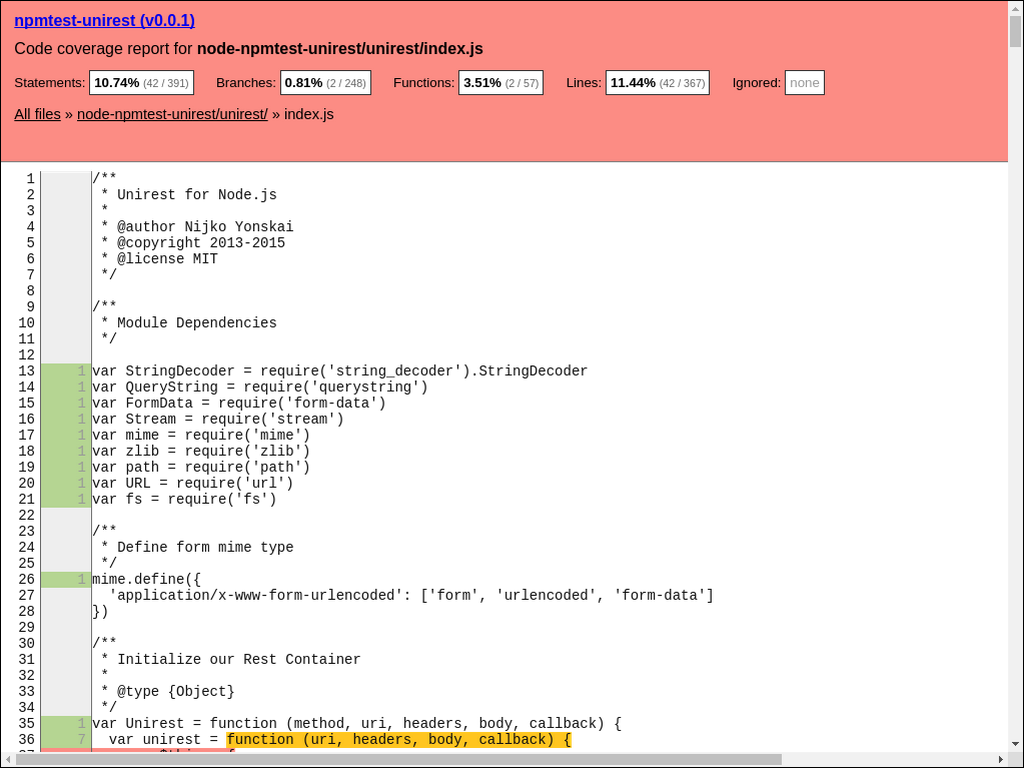 npmtest-unirest (v0.0.1)
Code coverage report for node-npmtest-unirest/unirest/index.js
Statements: 10.74% (42 / 391) Branches: 0.81% (2 / 248) Functions: 3.51% (2 / 57) Lines: 11.44% (42 / 367) Ignored: none
All files » node-npmtest-unirest/unirest/ » index.js
1 /**
2  * Unirest for Node.js
3  *
4  * @author Nijko Yonskai
5  * @copyright 2013-2015
6  * @license MIT
7  */
8
9 /**
10  * Module Dependencies
11  */
12
13 1 var StringDecoder = require('string_decoder').StringDecoder
14 1 var QueryString = require('querystring')
15 1 var FormData = require('form-data')
16 1 var Stream = require('stream')
17 1 var mime = require('mime')
18 1 var zlib = require('zlib')
19 1 var path = require('path')
20 1 var URL = require('url')
21 1 var fs = require('fs')
22
23 /**
24  * Define form mime type
25  */
26 1 mime.define({
27   'application/x-www-form-urlencoded': ['form', 'urlencoded', 'form-data']
28 })
29
30 /**
31  * Initialize our Rest Container
32  *
33  * @type {Object}
34  */
35 1 var Unirest = function (method, uri, headers, body, callback) {
36 7   var unirest = function (uri, headers, body, callback) {